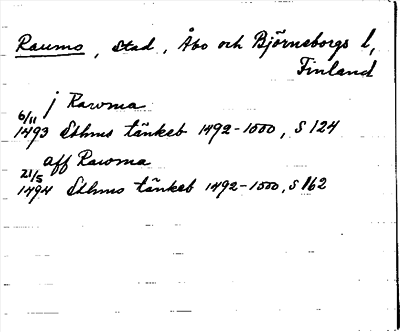 Raumo, stad, Åbo och Björneborgs l,
Finland
j Rawma
6/11
1493 Sthms tänkeb 1492-1500, S 124
aff Rawma
21/5
1494 Sthms tänkeb 1492-1500, S 162